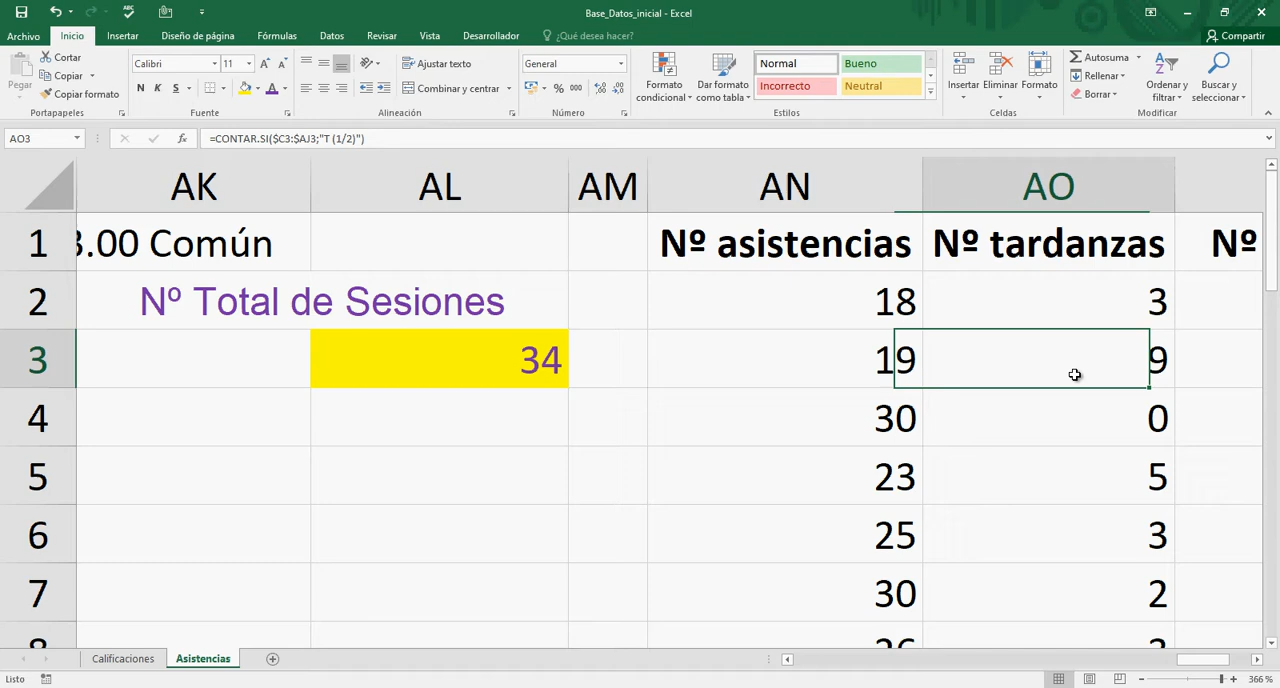 Base_Datos_inicial - Excel
Archivo Inicio Insertar Diseño de página Fórmulas Datos Revisar Vista Desarrollador ¿Qué desea hacer? Compartir
Pegar
Cortar
Copiar
Copiar formato
Portapapeles
Calibri 11
N K S
Fuente
Ajustar texto
Combinar y centrar
Alineación
General
% 000
Número
Formato condicional
Dar formato como tabla
Normal Bueno
Incorrecto Neutral
Estilos
Insertar Eliminar Formato
Celdas
Autosuma
Rellenar
Borrar
Ordenar y filtrar
Buscar y seleccionar
Modificar
AO3 fx =CONTAR.SI($C3:$AJ3;"T (1/2)")
AK AL AM AN AO
1 3.00 Común Nº asistencias Nº tardanzas Nº
2 Nº Total de Sesiones 18 3
3 34 19 9
4 30 0
5 23 5
6 25 3
7 30 2
Calificaciones Asistencias
Listo 366 %